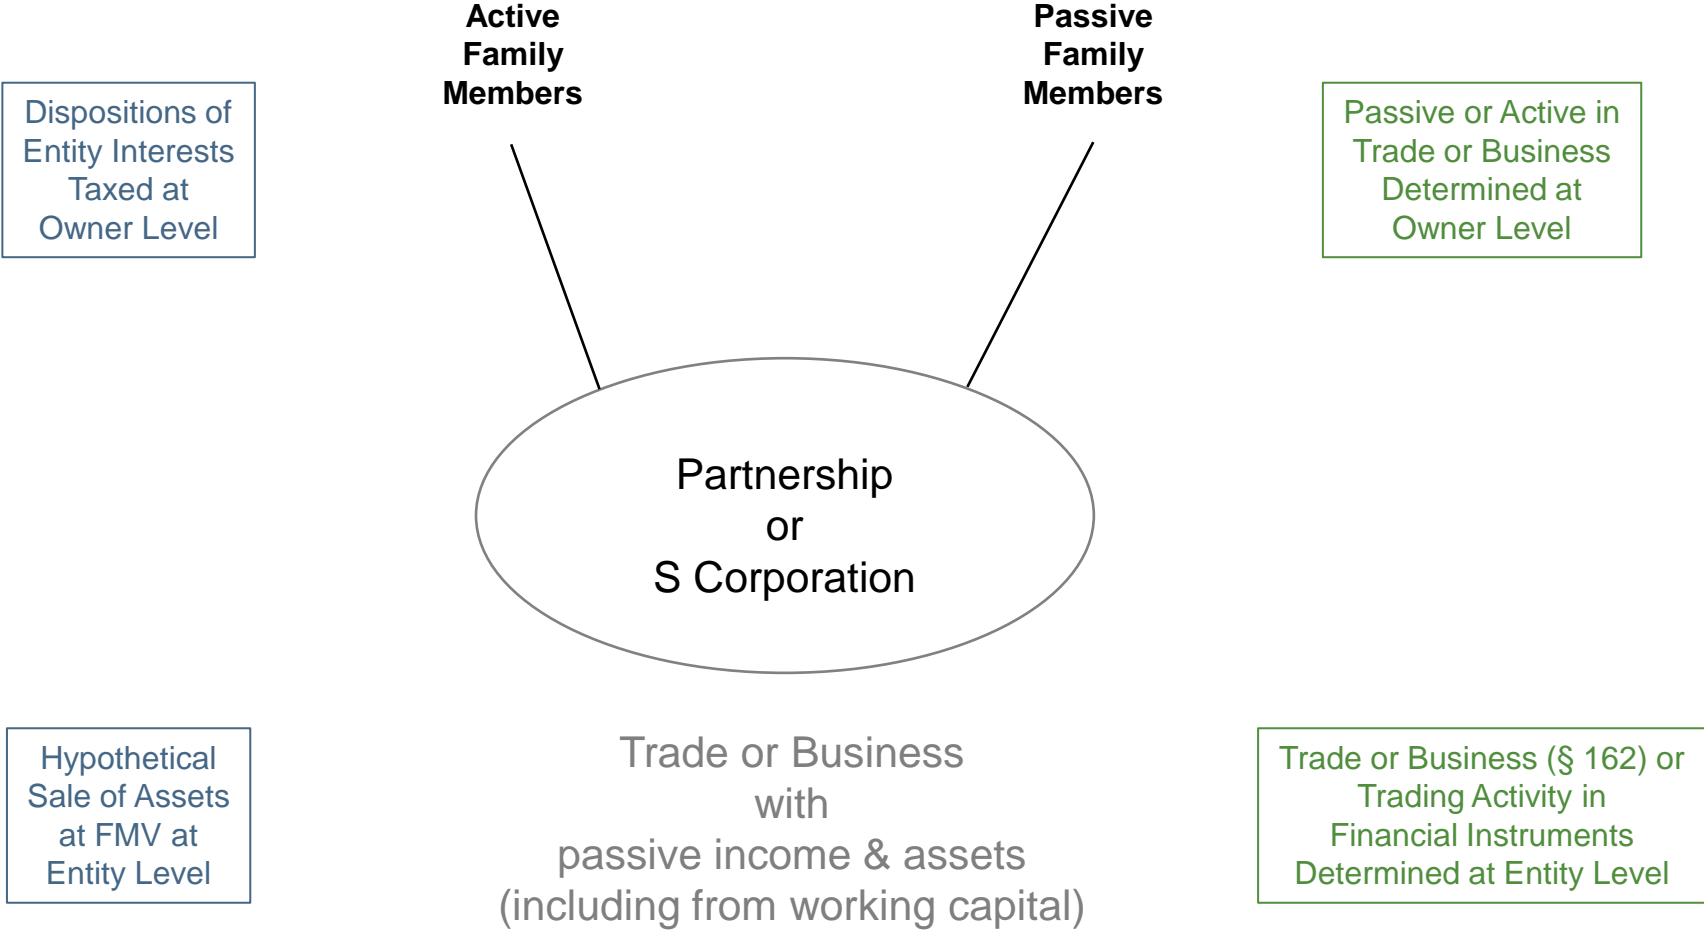 Active
Family
Members
Passive
Family
Members
Dispositions of
Entity Interests
Taxed at
Owner Level
Passive or Active in
Trade or Business
Determined at
Owner Level
Partnership
or
S Corporation
Hypothetical
Sale of Assets
at FMV at
Entity Level
Trade or Business
with
passive income & assets
(including from working capital)
Trade or Business (§ 162) or
Trading Activity in
Financial Instruments
Determined at Entity Level